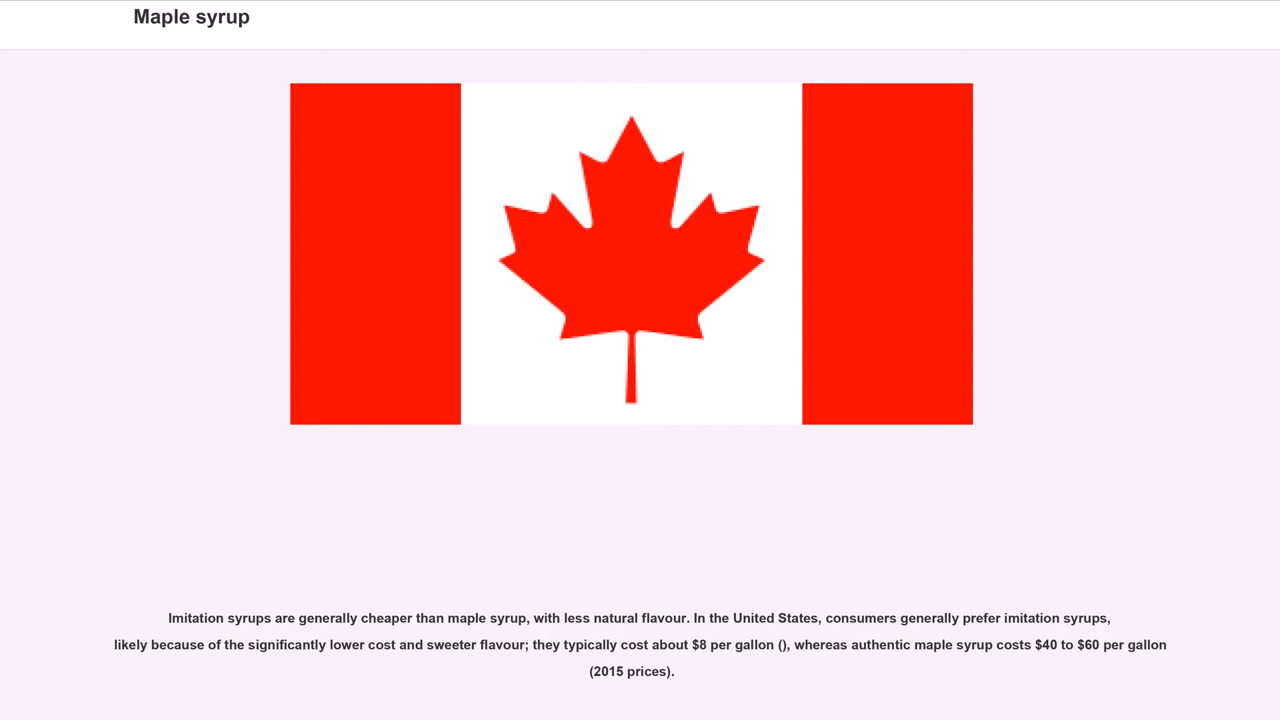 Maple syrup
Imitation syrups are generally cheaper than maple syrup, with less natural flavour. In the United States, consumers generally prefer imitation syrups,
likely because of the significantly lower cost and sweeter flavour; they typically cost about $8 per gallon (), whereas authentic maple syrup costs $40 to $60 per gallon
(2015 prices).